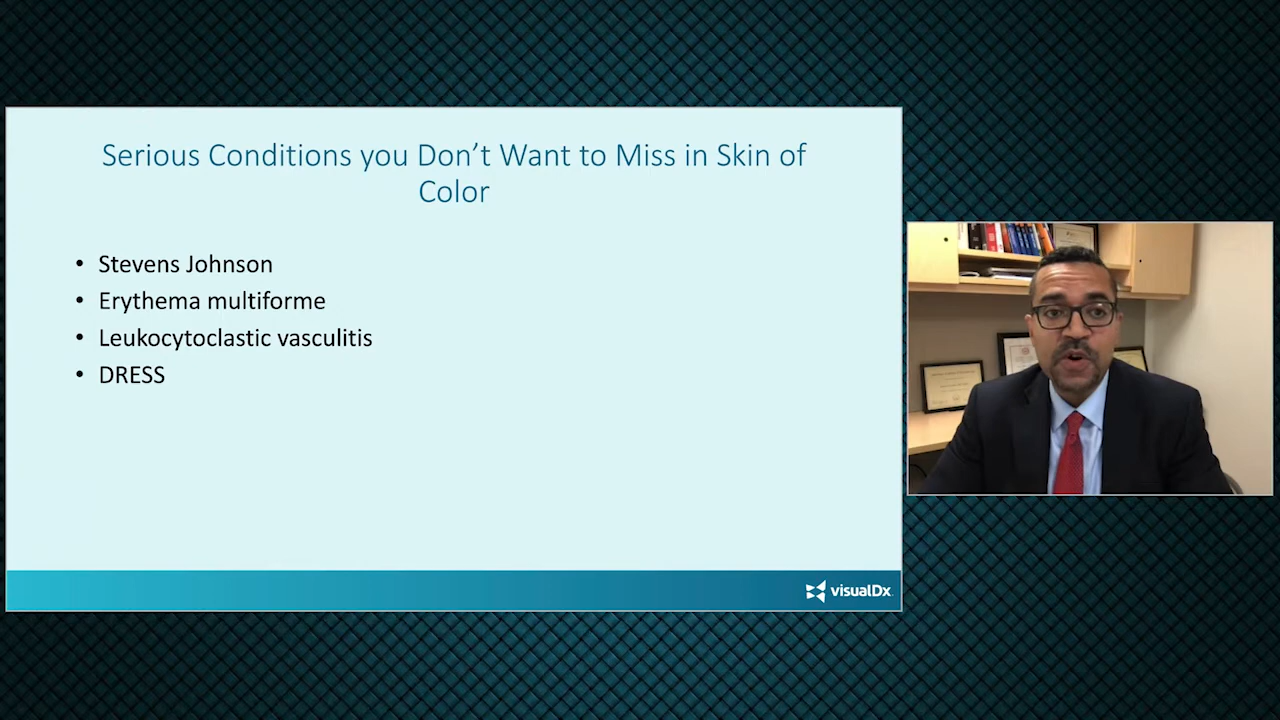 Serious Conditions you Don’t Want to Miss in Skin of
Color
• Stevens Johnson
• Erythema multiforme
• Leukocytoclastic vasculitis
• DRESS
visualDx